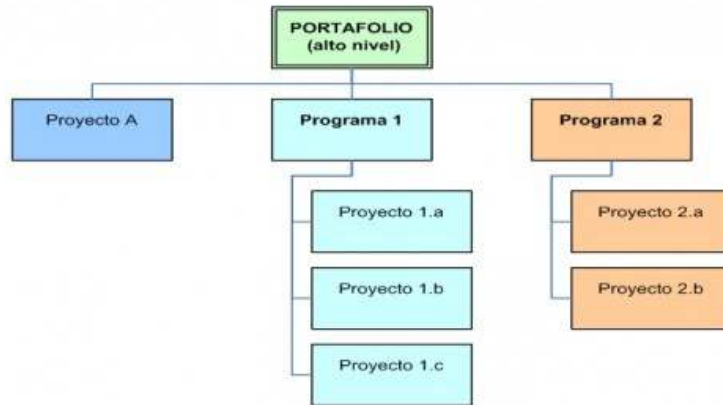 PORTAFOLIO
(alto nivel)
Proyecto A
Programa 1
Programa 2
Proyecto 1.a
Proyecto 2.a
Proyecto 1.b
Proyecto 2.b
Proyecto 1.c